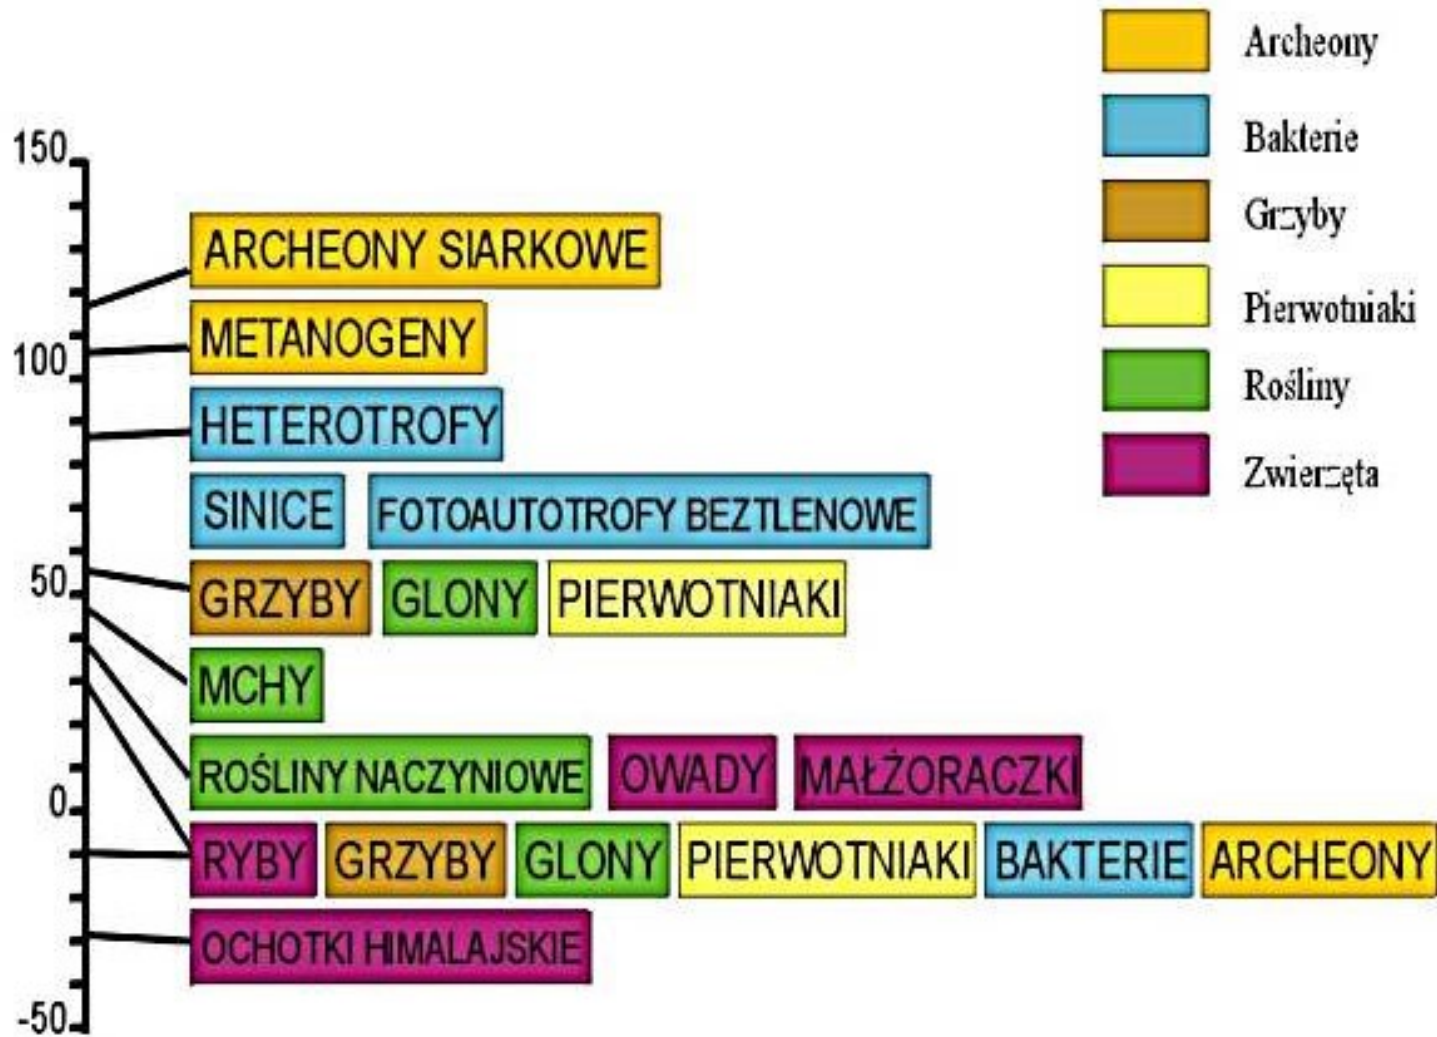 Archeony
Bakterie
Grzyby
Pierwotniaki
Rośliny
Zwierzęta
150
100
50
0
-50
ARCHEONY SIARKOWE
METANOGENY
HETEROTROFY
SINICE FOTOAUTOTROFY BEZTLENOWE
GRZYBY GLONY PIERWOTNIAKI
MCHY
ROŚLINY NACZYNIOWE OWADY MAŁŻORACZKI
RYBY GRZYBY GLONY PIERWOTNIAKI BAKTERIE ARCHEONY
OCHOTKI HIMALAJSKIE